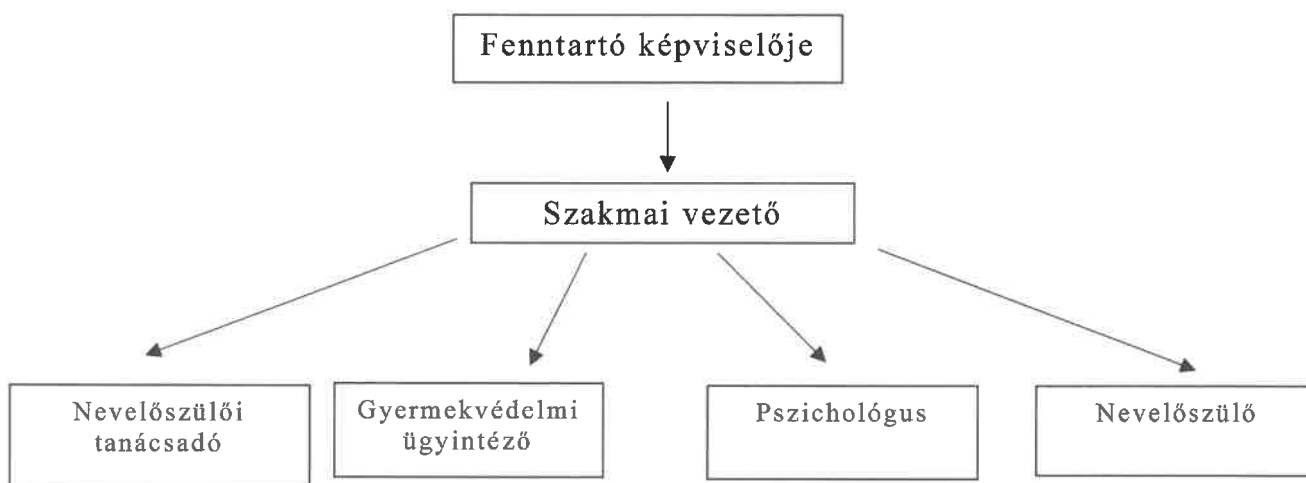 Fenntartó képviselője
Szakmai vezető
Nevelőszülői
tanácsadó
Gyermekvédelmi
ügyintéző
Pszichológus
Nevelőszülő